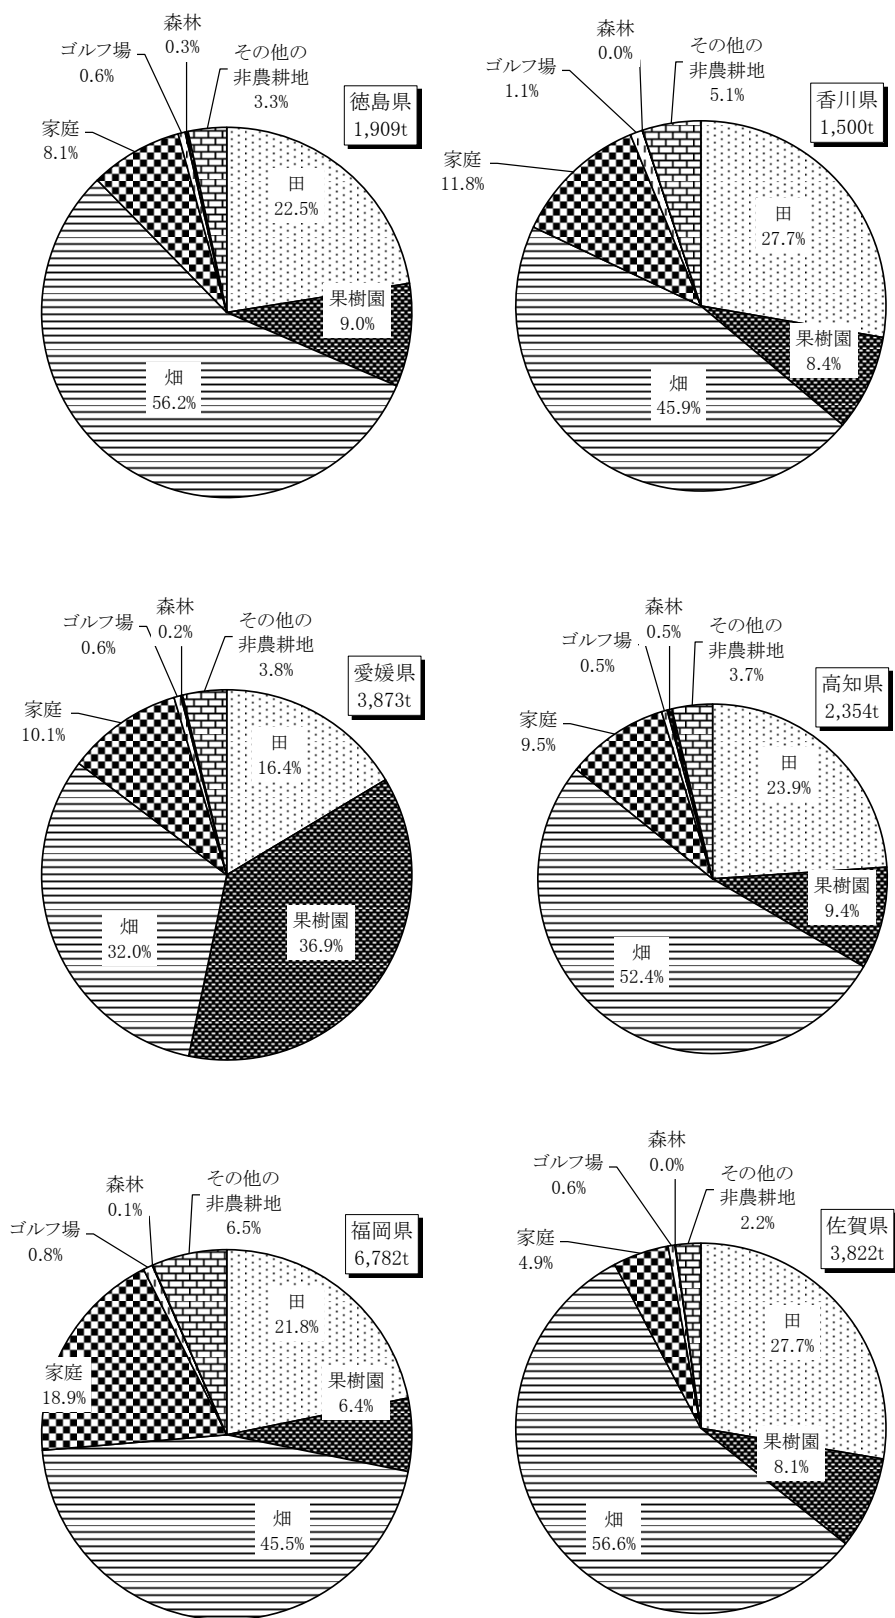 森林
0.3%
ゴルフ場
0.6%
その他の
非農耕地
3.3%
徳島県
1,909t
家庭
8.1%
田
22.5%
果樹園
9.0%
畑
56.2%
森林
0.0%
ゴルフ場
1.1%
その他の
非農耕地
5.1%
香川県
1,500t
家庭
11.8%
田
27.7%
果樹園
8.4%
畑
45.9%
森林
0.2%
ゴルフ場
0.6%
その他の
非農耕地
3.8%
愛媛県
3,873t
家庭
10.1%
田
16.4%
果樹園
36.9%
畑
32.0%
森林
0.5%
ゴルフ場
0.5%
その他の
非農耕地
3.7%
高知県
2,354t
家庭
9.5%
田
23.9%
果樹園
9.4%
畑
52.4%
森林
0.1%
ゴルフ場
0.8%
その他の
非農耕地
6.5%
福岡県
6,782t
家庭
18.9%
田
21.8%
果樹園
6.4%
畑
45.5%
森林
0.0%
ゴルフ場
0.6%
その他の
非農耕地
2.2%
佐賀県
3,822t
家庭
4.9%
田
27.7%
果樹園
8.1%
畑
56.6%